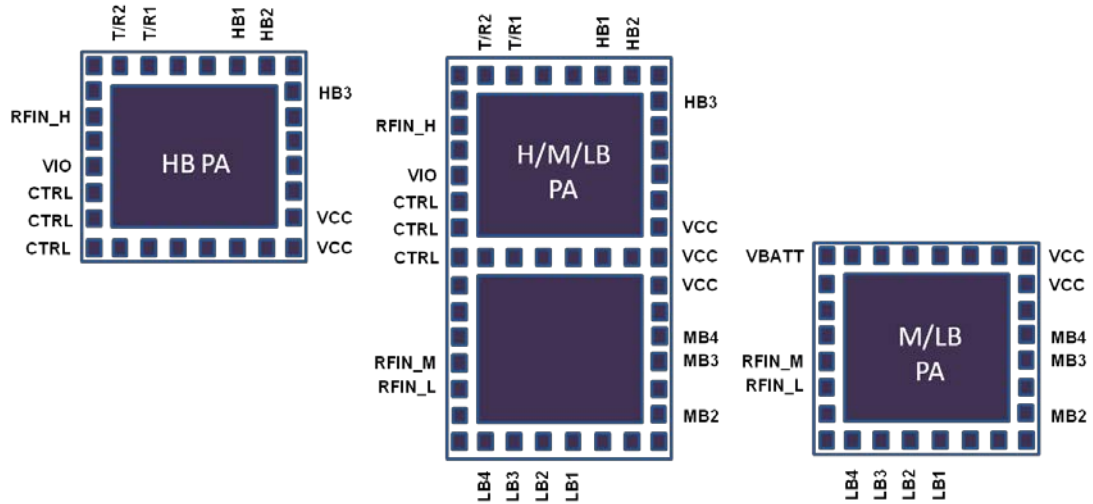 T/R2
T/R1
HB1
HB2
HB3
RFIN_H
VIO
CTRL
CTRL
CTRL
HB PA
VCC
VCC
T/R2
T/R1
HB1
HB2
HB3
RFIN_H
VIO
CTRL
CTRL
CTRL
H/M/LB
PA
VCC
VCC
VCC
MB4
MB3
MB2
RFIN_M
RFIN_L
LB4
LB3
LB2
LB1
VBATT
VCC
VCC
RFIN_M
RFIN_L
M/LB
PA
MB4
MB3
MB2
LB4
LB3
LB2
LB1